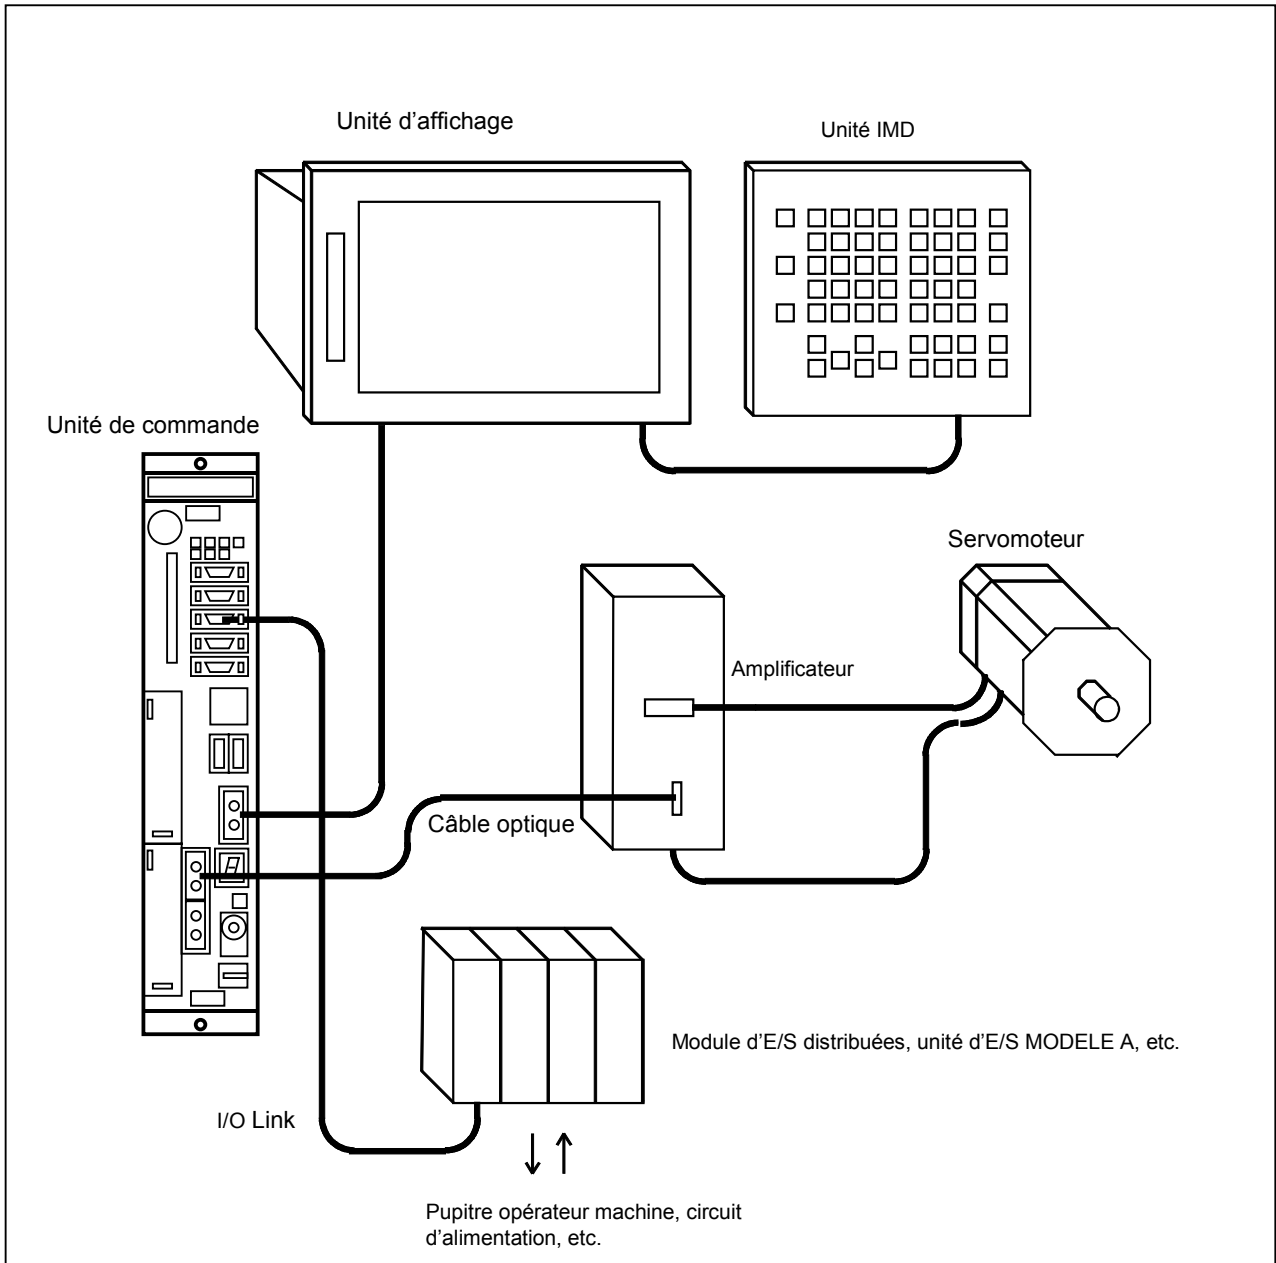 Unité d'affichage
Unité IMD
Unité de commande
Servomoteur
Amplificateur
Câble optique
Module d'E/S distribuées, unité d'E/S MODELE A, etc.
I/O Link
Pupitre opérateur machine, circuit
d'alimentation, etc.